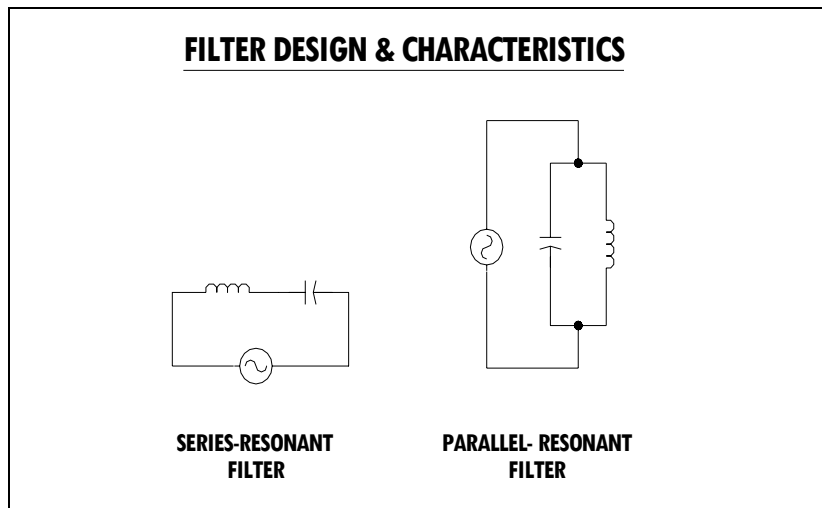 FILTER DESIGN & CHARACTERISTICS
SERIES-RESONANT
FILTER
PARALLEL- RESONANT
FILTER